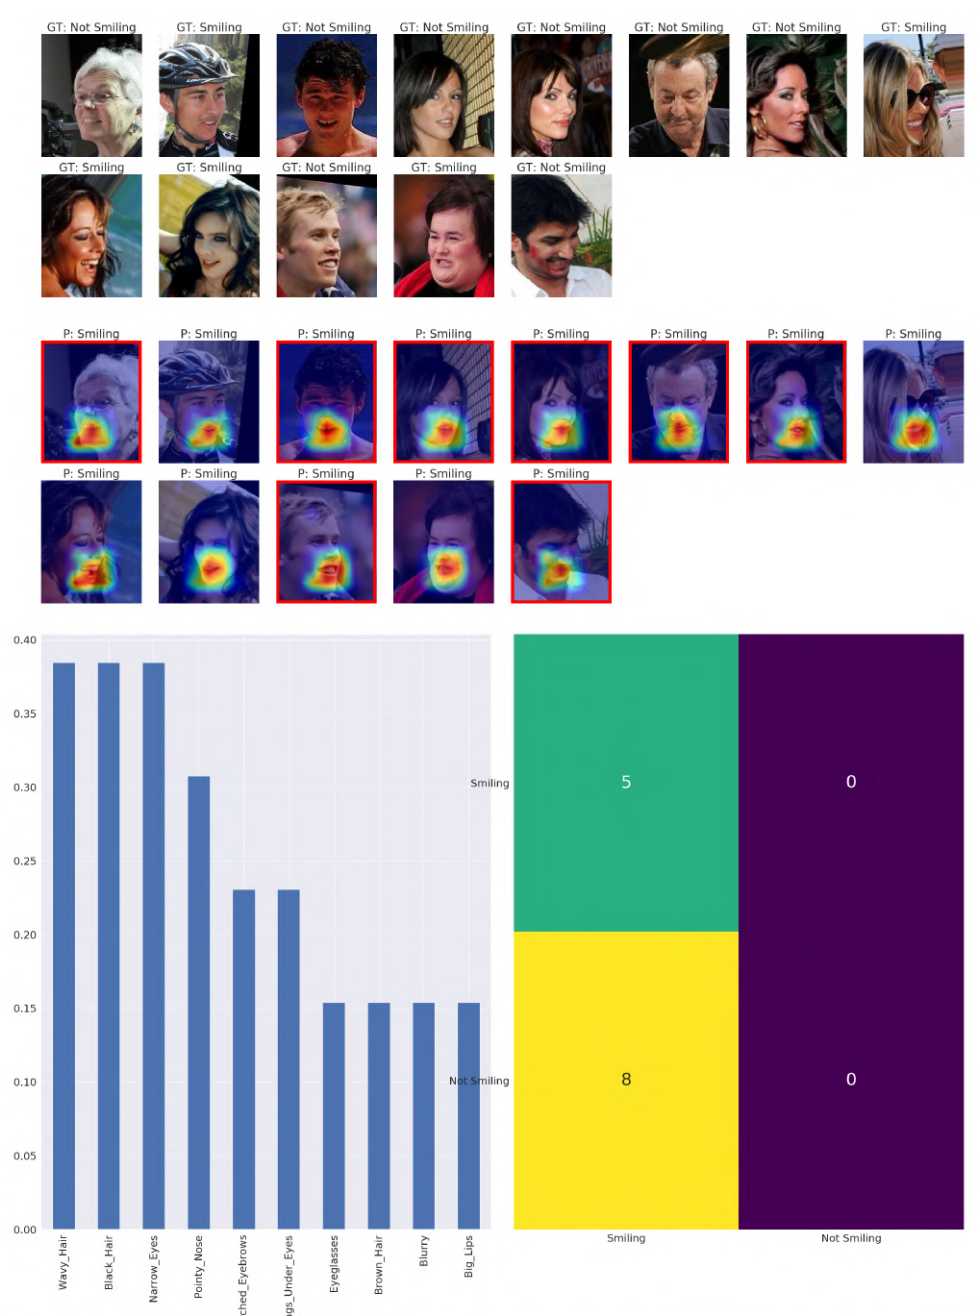 GT: Not Smiling GT: Smiling GT: Not Smiling GT: Not Smiling GT: Not Smiling GT: Not Smiling GT: Not Smiling GT: Smiling
GT: Smiling GT: Smiling GT: Not Smiling GT: Smiling GT: Not Smiling
P: Smiling P: Smiling P: Smiling P: Smiling P: Smiling P: Smiling P: Smiling P: Smiling
P: Smiling P: Smiling P: Smiling P: Smiling P: Smiling
0.40
0.35
0.30
0.25
0.20
0.15
0.10
0.05
0.00
Wavy_Hair
Black_Hair
Narrow_Eyes
Pointy_Nose
ched_Eyebrows
gs_Under_Eyes
Eyeglasses
Brown_Hair
Blurry
Big_Lips
Smiling
Not Smiling
5
0
8
0
Smiling
Not Smiling